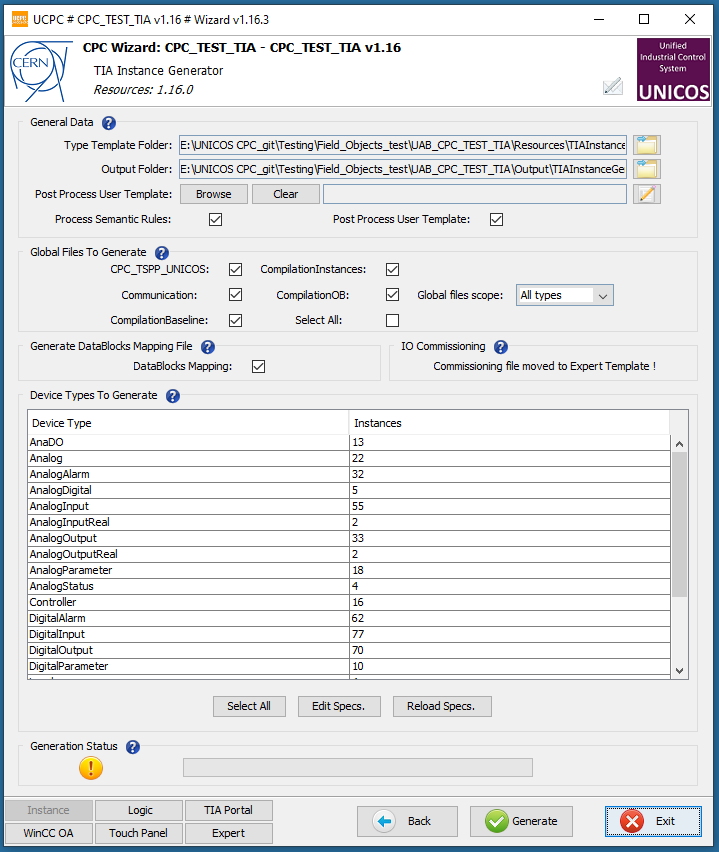 UCPC # CPC_TEST_TIA v1.16 # Wizard v1.16.3
CPC Wizard: CPC_TEST_TIA - CPC_TEST_TIA v1.16
TIA Instance Generator
Resources: 1.16.0
CERN
Unified
Industrial Control
System
UNICOS
General Data
Type Template Folder: E:\UNICOS CPC_git\Testing\Field_Objects_test\UAB_CPC_TEST_TIA\Resources\TIAInstance
Output Folder: E:\UNICOS CPC_git\Testing\Field_Objects_test\UAB_CPC_TEST_TIA\Output\TIAInstanceGe
Post Process User Template: Browse Clear
Process Semantic Rules: Post Process User Template:
Global Files To Generate
CPC_TSPP_UNICOS: CompilationInstances:
Communication: CompilationOB: Global files scope: All types
CompilationBaseline: Select All:
Generate DataBlocks Mapping File
DataBlocks Mapping:
IO Commissioning
Commissioning file moved to Expert Template !
Device Types To Generate
Device Type Instances
AnaDO 13
Analog 22
AnalogAlarm 32
AnalogDigital 5
AnalogInput 55
AnalogInputReal 2
AnalogOutput 33
AnalogOutputReal 2
AnalogParameter 18
AnalogStatus 4
Controller 16
DigitalAlarm 62
DigitalInput 77
DigitalOutput 70
DigitalParameter 10
Select All Edit Specs. Reload Specs.
Generation Status
Instance Logic TIA Portal
WinCC OA Touch Panel Expert
Back Generate Exit